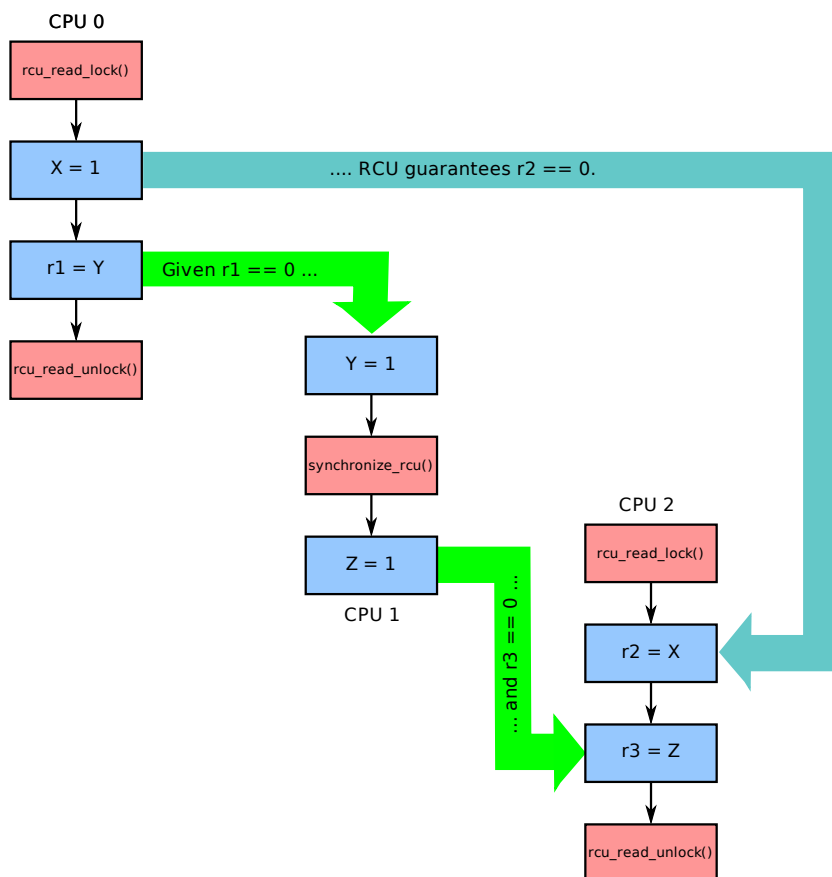 CPU 0
rcu_read_lock()
X = 1
.... RCU guarantees r2 == 0.
r1 = Y
Given r1 == 0 ...
rcu_read_unlock()
Y = 1
synchronize_rcu()
Z = 1
CPU 1
... and r3 == 0 ...
CPU 2
rcu_read_lock()
r2 = X
r3 = Z
rcu_read_unlock()